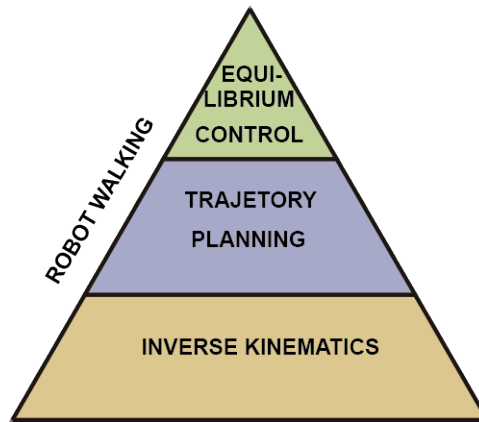 EQUI-
LIBRIUM
CONTROL
ROBOT WALKING
TRAJETORY
PLANNING
INVERSE KINEMATICS